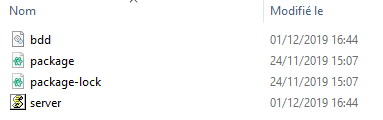 Nom Modifié le
bdd 01/12/2019 16:44
package 24/11/2019 15:07
package-lock 24/11/2019 15:07
server 01/12/2019 16:44